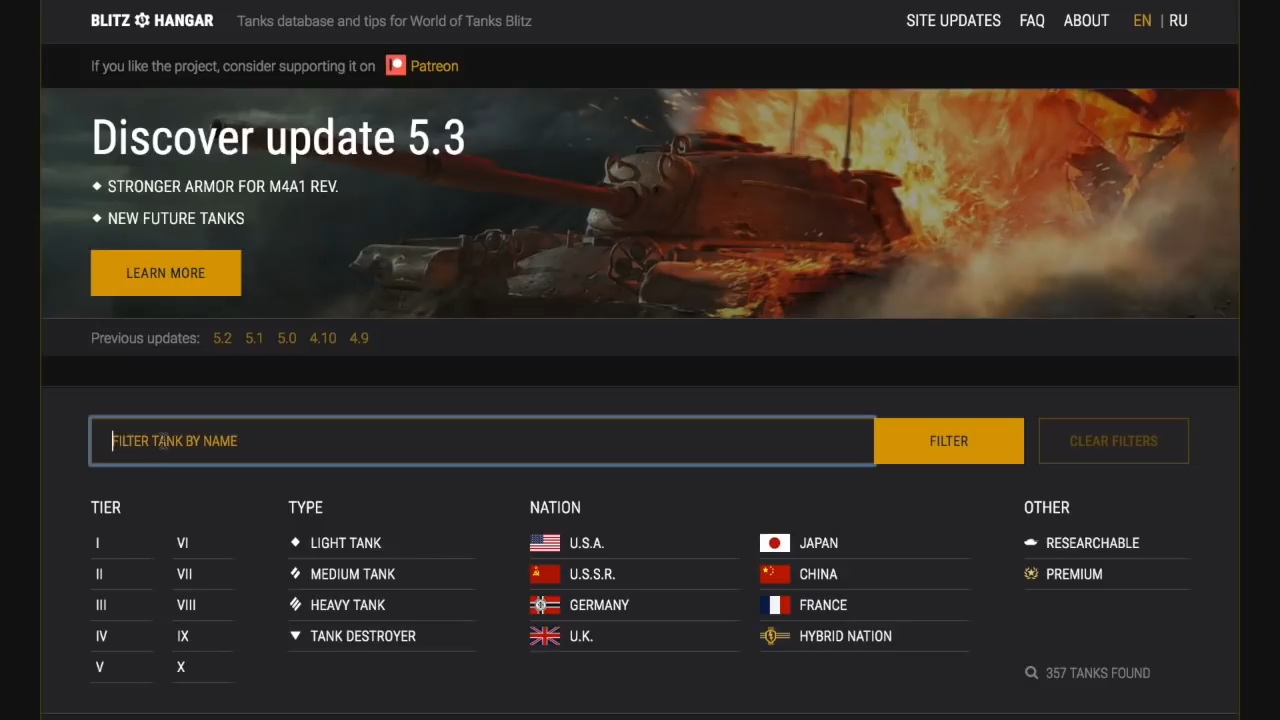 BLITZ HANGAR Tanks database and tips for World of Tanks Blitz SITE UPDATES FAQ ABOUT EN | RU
If you like the project, consider supporting it on Patreon
Discover update 5.3
STRONGER ARMOR FOR M4A1 REV.
NEW FUTURE TANKS
LEARN MORE
Previous updates: 5.2 5.1 5.0 4.10 4.9
FILTER TANK BY NAME FILTER CLEAR FILTERS
TIER TYPE NATION OTHER
I VI LIGHT TANK U.S.A. JAPAN RESEARCHABLE
II VII MEDIUM TANK U.S.S.R. CHINA PREMIUM
III VIII HEAVY TANK GERMANY FRANCE
IV IX TANK DESTROYER U.K. HYBRID NATION
V X 357 TANKS FOUND